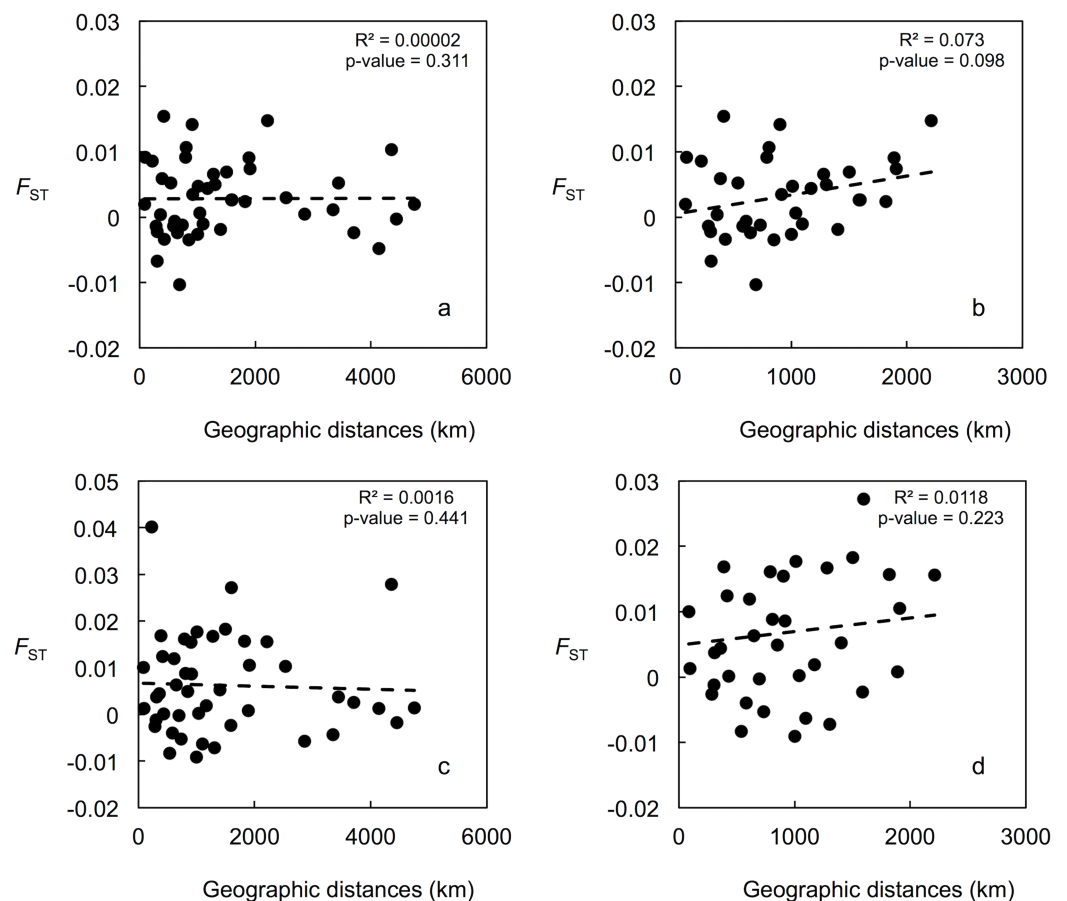 0.03
R² = 0.00002
p-value = 0.311
0.02
0.01
FST
0
-0.01
a
-0.02
0 2000 4000 6000
Geographic distances (km)
0.03
R² = 0.073
p-value = 0.098
0.02
0.01
FST
0
-0.01
b
-0.02
0 1000 2000 3000
Geographic distances (km)
0.05
R² = 0.0016
p-value = 0.441
0.04
0.03
0.02
FST
0.01
0
-0.01
c
-0.02
0 2000 4000 6000
Geographic distances (km)
0.03
R² = 0.0118
p-value = 0.223
0.02
0.01
FST
0
-0.01
d
-0.02
0 1000 2000 3000
Geographic distances (km)